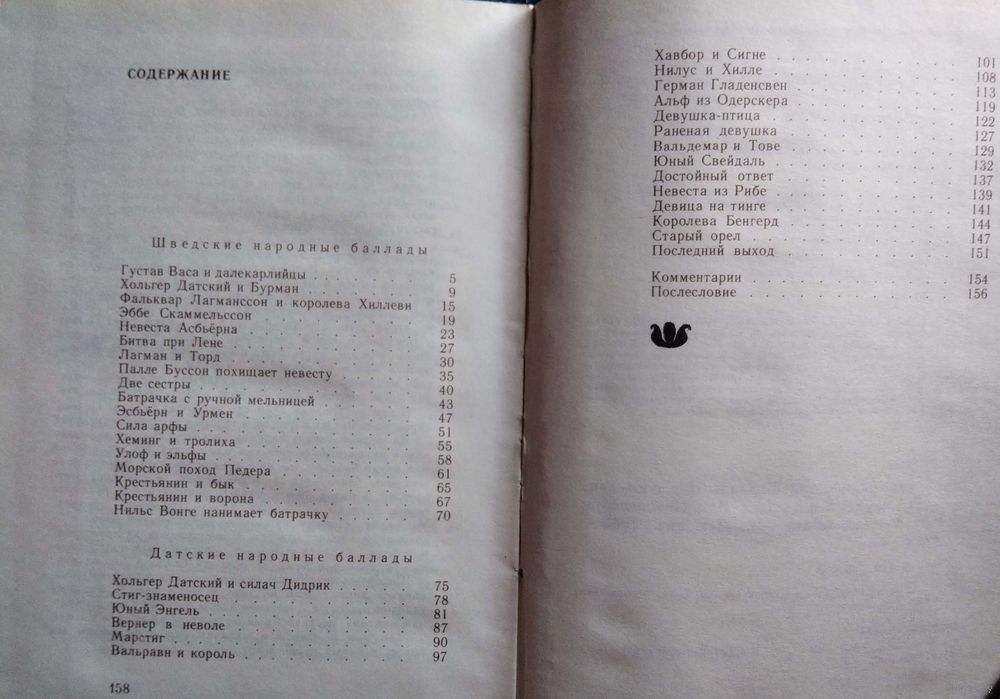 СОДЕРЖАНИЕ
Шведские народные баллады
Густав Васа и далекарлийцы . . . . . . . 5
Хольгер Датский и Бурман . . . . . . . 9
Фальквар Лагманссон и королева Хиллеви 15
Эббе Скаммельссон . . . . . . . . . 19
Невеста Асбьёрна . . . . . . . . . 23
Битва при Лене . . . . . . . . . . 27
Лагман и Торд . . . . . . . . . . 30
Палле Буссон похищает невесту . . . . . 35
Две сестры . . . . . . . . . . . 40
Батрачка с ручной мельницей . . . . . . 43
Эсбьёрн и Урмен . . . . . . . . . 47
Сила арфы . . . . . . . . . . . 51
Хеминг и тролиха . . . . . . . . . 55
Улоф и эльфы . . . . . . . . . . 58
Морской поход Педера . . . . . . . . 61
Крестьянин и бык . . . . . . . . . 65
Крестьянин и ворона . . . . . . . . 67
Нильс Вонге нанимает батрачку . . . . . 70
Датские народные баллады
Хольгер Датский и силач Дидрик . . . . . 75
Стиг-знаменосец . . . . . . . . . . 78
Юный Энгель . . . . . . . . . . . 81
Вернер в неволе . . . . . . . . . . 87
Марстиг . . . . . . . . . . . . 90
Вальравн и король . . . . . . . . . 97
158
Хавбор и Сигне . . . . . . . . . . 101
Нилус и Хилле . . . . . . . . . . 108
Герман Гладенсвен . . . . . . . . . 113
Альф из Одерскера . . . . . . . . . 119
Девушка-птица . . . . . . . . . . 122
Раненая девушка . . . . . . . . . 127
Вальдемар и Тове . . . . . . . . . 129
Юный Свейдаль . . . . . . . . . . 132
Достойный ответ . . . . . . . . . 137
Невеста из Рибе . . . . . . . . . 139
Девица на тинге . . . . . . . . . 141
Королева Бенгерд . . . . . . . . . 144
Старый орел . . . . . . . . . . . 147
Последний выход . . . . . . . . . 151
Комментарии . . . . . . . . . . . 154
Послесловие . . . . . . . . . . . 156